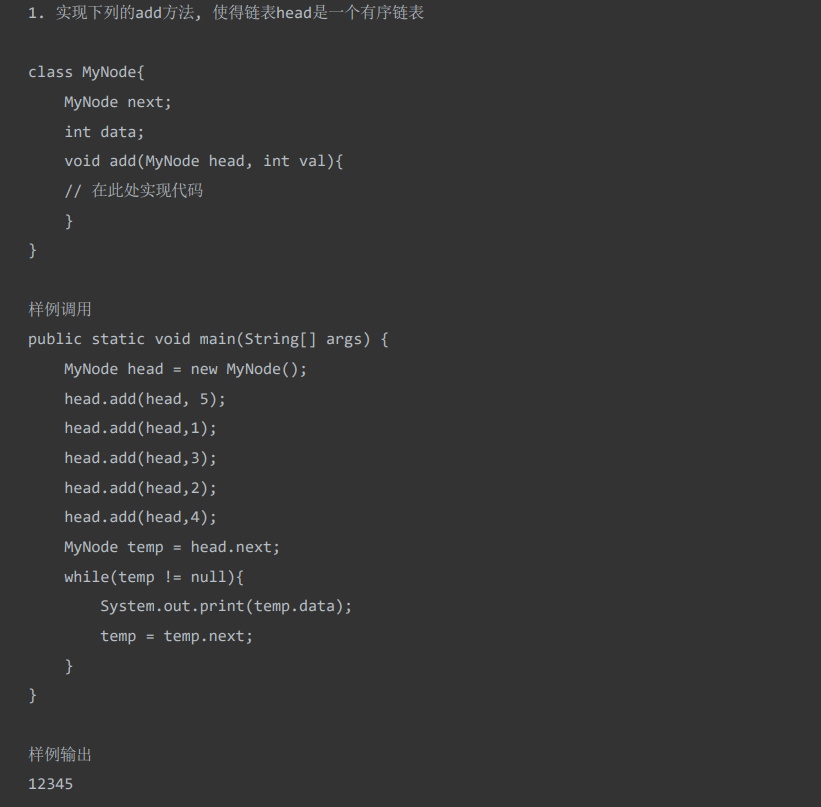 1. 实现下列的add方法, 使得链表head是一个有序链表
class MyNode{
    MyNode next;
    int data;
    void add(MyNode head, int val){
    // 在此处实现代码
    }
}
样例调用
public static void main(String[] args) {
    MyNode head = new MyNode();
    head.add(head, 5);
    head.add(head,1);
    head.add(head,3);
    head.add(head,2);
    head.add(head,4);
    MyNode temp = head.next;
    while(temp != null){
        System.out.print(temp.data);
        temp = temp.next;
    }
}
样例输出
12345